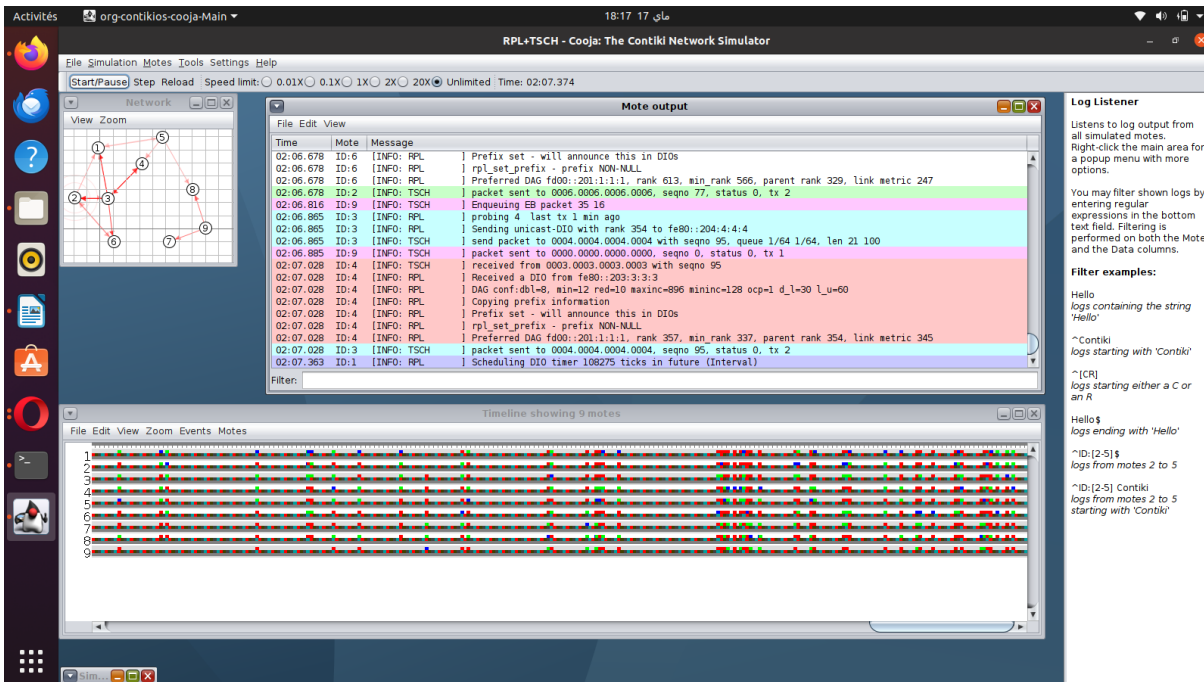 Activités
org-contikios-cooja-Main
18:17 17 ماي
RPL+TSCH - Cooja: The Contiki Network Simulator
File Simulation Motes Tools Settings Help
Start/Pause Step Reload Speed limit: 0.01X 0.1X 1X 2X 20X Unlimited Time: 02:07.374
Network
View Zoom
1
5
4
8
2
3
9
6
7
Mote output
File Edit View
Time Mote Message
02:06.678 ID:6 [INFO: RPL ] Prefix set - will announce this in DIOs
02:06.678 ID:6 [INFO: RPL ] rpl_set_prefix - prefix NON-NULL
02:06.678 ID:6 [INFO: RPL ] Preferred DAG fd00::201:1:1:1, rank 613, min_rank 566, parent rank 329, link metric 247
02:06.678 ID:2 [INFO: TSCH ] packet sent to 0006.0006.0006.0006, seqno 77, status 0, tx 2
02:06.816 ID:9 [INFO: TSCH ] Enqueuing EB packet 35 16
02:06.865 ID:3 [INFO: RPL ] probing 4 last tx 1 min ago
02:06.865 ID:3 [INFO: RPL ] Sending unicast-DIO with rank 354 to fe80::204:4:4:4
02:06.865 ID:3 [INFO: TSCH ] send packet to 0004.0004.0004.0004 with seqno 95, queue 1/64 1/64, len 21 100
02:06.885 ID:9 [INFO: TSCH ] packet sent to 0000.0000.0000.0000, seqno 0, status 0, tx 1
02:07.028 ID:4 [INFO: TSCH ] received from 0003.0003.0003.0003 with seqno 95
02:07.028 ID:4 [INFO: RPL ] Received a DIO from fe80::203:3:3:3
02:07.028 ID:4 [INFO: RPL ] DAG conf:dbl=8, min=12 red=10 maxinc=896 mininc=128 ocp=1 d_l=30 l_u=60
02:07.028 ID:4 [INFO: RPL ] Copying prefix information
02:07.028 ID:4 [INFO: RPL ] Prefix set - will announce this in DIOs
02:07.028 ID:4 [INFO: RPL ] rpl_set_prefix - prefix NON-NULL
02:07.028 ID:4 [INFO: RPL ] Preferred DAG fd00::201:1:1:1, rank 357, min_rank 337, parent rank 354, link metric 345
02:07.028 ID:3 [INFO: TSCH ] packet sent to 0004.0004.0004.0004, seqno 95, status 0, tx 2
02:07.363 ID:1 [INFO: RPL ] Scheduling DIO timer 108275 ticks in future (Interval)
Filter:
Log Listener
Listens to log output from
all simulated motes.
Right-click the main area for
a popup menu with more
options.
You may filter shown logs by
entering regular
expressions in the bottom
text field. Filtering is
performed on both the Mote
and the Data columns.
Filter examples:
Hello
logs containing the string
'Hello'
^Contiki
logs starting with 'Contiki'
^[CR]
logs starting either a C or
an R
Hello$
logs ending with 'Hello'
^ID:[2-5]$
logs from motes 2 to 5
^ID:[2-5] Contiki
logs from motes 2 to 5
starting with 'Contiki'
Timeline showing 9 motes
File Edit View Zoom Events Motes
1
2
3
4
5
6
7
8
9
Sim...